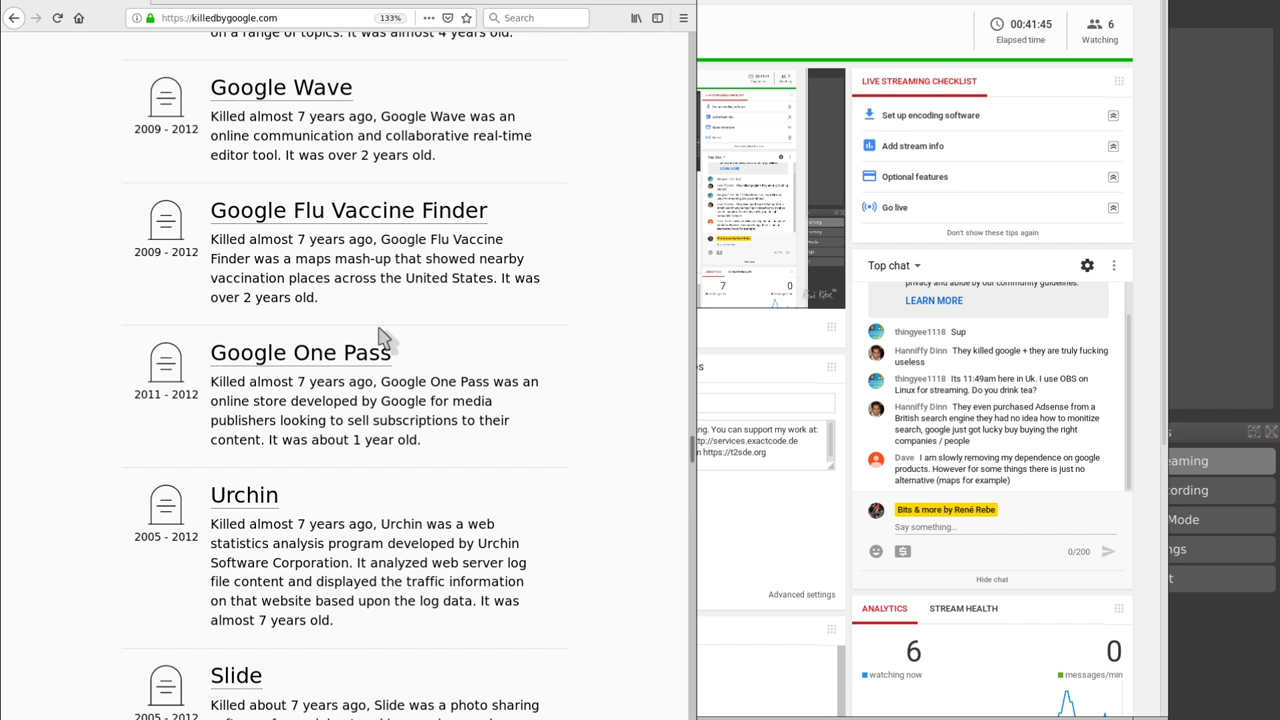 https://killedbygoogle.com
133%
Search
on a range of topics. It was almost 4 years old.
Google Wave
2009 - 2012
Killed almost 7 years ago, Google Wave was an
online communication and collaborative real-time
editor tool. It was over 2 years old.
Google Flu Vaccine Finder
2009 - 2012
Killed almost 7 years ago, Google Flu Vaccine
Finder was a maps mash-up that showed nearby
vaccination places across the United States. It was
over 2 years old.
Google One Pass
2011 - 2012
Killed almost 7 years ago, Google One Pass was an
online store developed by Google for media
publishers looking to sell subscriptions to their
content. It was about 1 year old.
Urchin
2005 - 2012
Killed almost 7 years ago, Urchin was a web
statistics analysis program developed by Urchin
Software Corporation. It analyzed web server log
file content and displayed the traffic information
on that website based upon the log data. It was
almost 7 years old.
Slide
2005 - 2012
Killed about 7 years ago, Slide was a photo sharing
00:41:45
Elapsed time
6
Watching
LIVE STREAMING CHECKLIST
Set up encoding software
Add stream info
Optional features
Go live
Don't show these tips again
Top chat
privacy and abide by our community guidelines.
LEARN MORE
thingyee1118 Sup
Hanniffy Dinn They killed google + they are truly fucking
useless
thingyee1118 Its 11:49am here in Uk. I use OBS on
Linux for streaming. Do you drink tea?
Hanniffy Dinn They even purchased Adsense from a
British search engine they had no idea how to monitize
search, google just got lucky buy buying the right
companies / people
Dave I am slowly removing my dependence on google
products. However for some things there is just no
alternative (maps for example)
Bits & more by René Rebe
Say something...
0/200
Hide chat
ANALYTICS
STREAM HEALTH
6
watching now
0
messages/min
7
0
René Rebe
os
ng. You can support my work at:
ttp://services.exactcode.de
n https://t2sde.org
Advanced settings
s
eaming
cording
Mode
ngs
t